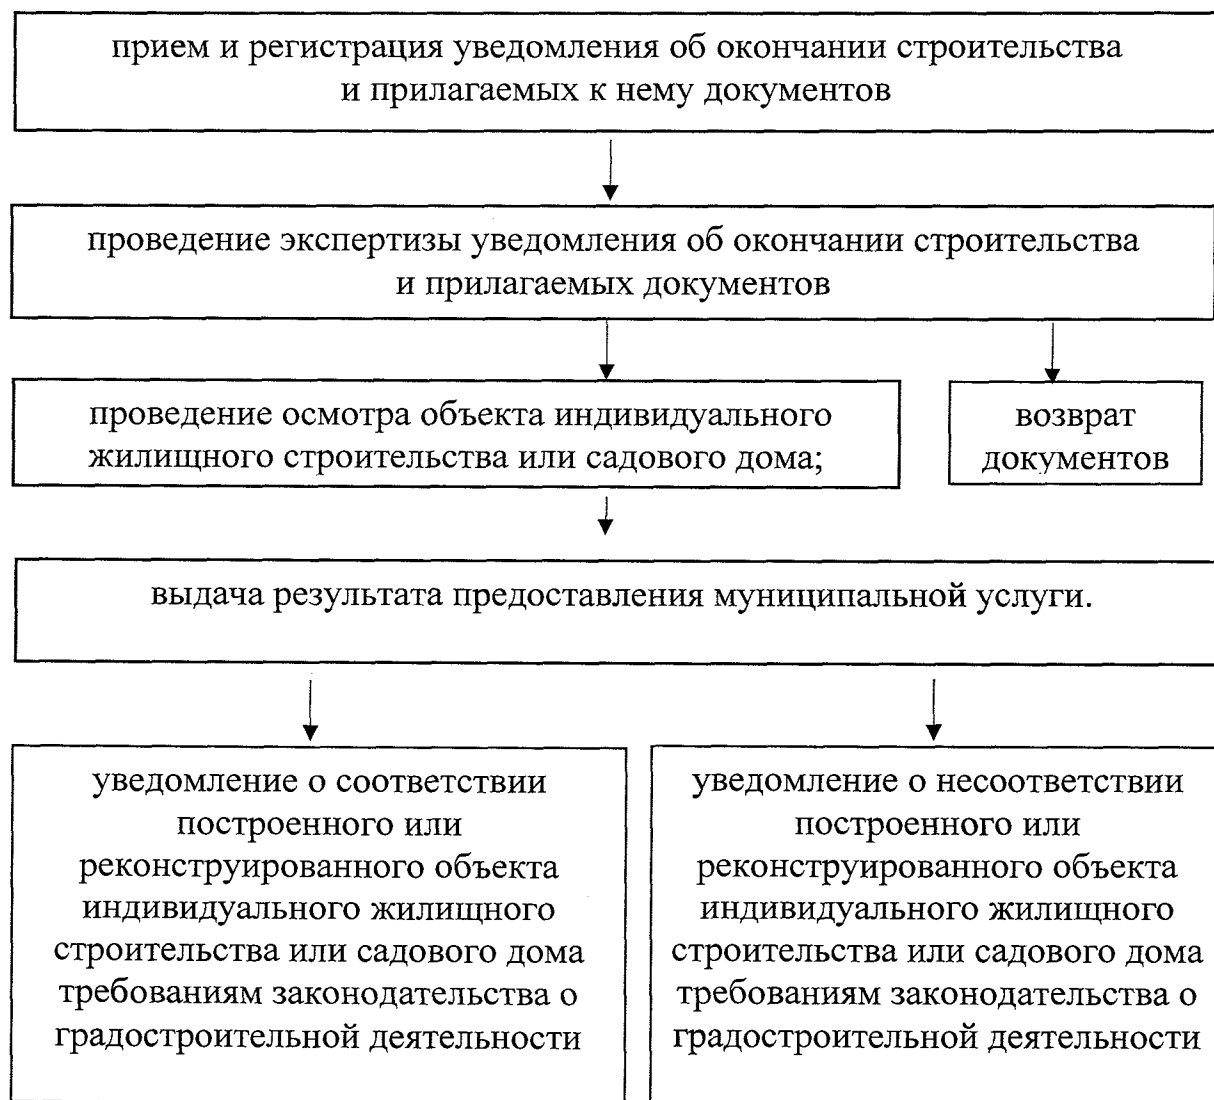 прием и регистрация уведомления об окончании строительства
и прилагаемых к нему документов
проведение экспертизы уведомления об окончании строительства
и прилагаемых документов
проведение осмотра объекта индивидуального
жилищного строительства или садового дома;
возврат
документов
выдача результата предоставления муниципальной услуги.
уведомление о соответствии
построенного или
реконструированного объекта
индивидуального жилищного
строительства или садового дома
требованиям законодательства о
градостроительной деятельности
уведомление о несоответствии
построенного или
реконструированного объекта
индивидуального жилищного
строительства или садового дома
требованиям законодательства о
градостроительной деятельности